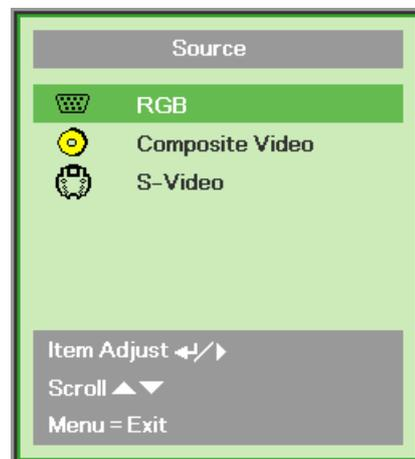 Source
RGB
Composite Video
S-Video
Item Adjust ↵/▶
Scroll ▲▼
Menu = Exit